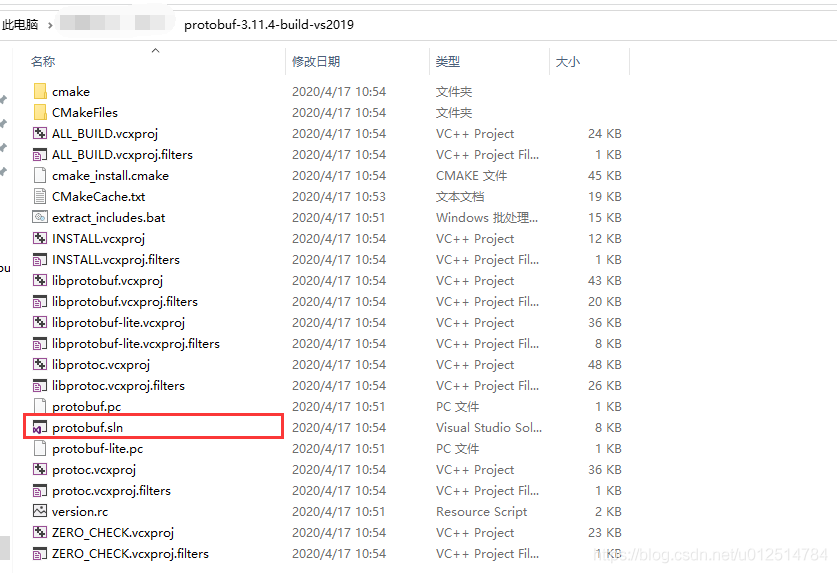 此电脑 › protobuf-3.11.4-build-vs2019
名称 修改日期 类型 大小
cmake 2020/4/17 10:54 文件夹
CMakeFiles 2020/4/17 10:54 文件夹
ALL_BUILD.vcxproj 2020/4/17 10:54 VC++ Project 24 KB
ALL_BUILD.vcxproj.filters 2020/4/17 10:54 VC++ Project Fil... 1 KB
cmake_install.cmake 2020/4/17 10:54 CMAKE 文件 45 KB
CMakeCache.txt 2020/4/17 10:53 文本文档 19 KB
extract_includes.bat 2020/4/17 10:51 Windows 批处理... 15 KB
INSTALL.vcxproj 2020/4/17 10:54 VC++ Project 12 KB
INSTALL.vcxproj.filters 2020/4/17 10:54 VC++ Project Fil... 1 KB
libprotobuf.vcxproj 2020/4/17 10:54 VC++ Project 43 KB
libprotobuf.vcxproj.filters 2020/4/17 10:54 VC++ Project Fil... 20 KB
libprotobuf-lite.vcxproj 2020/4/17 10:54 VC++ Project 36 KB
libprotobuf-lite.vcxproj.filters 2020/4/17 10:54 VC++ Project Fil... 8 KB
libprotoc.vcxproj 2020/4/17 10:54 VC++ Project 48 KB
libprotoc.vcxproj.filters 2020/4/17 10:54 VC++ Project Fil... 26 KB
protobuf.pc 2020/4/17 10:51 PC 文件 1 KB
protobuf.sln 2020/4/17 10:54 Visual Studio Sol... 8 KB
protobuf-lite.pc 2020/4/17 10:51 PC 文件 1 KB
protoc.vcxproj 2020/4/17 10:54 VC++ Project 36 KB
protoc.vcxproj.filters 2020/4/17 10:54 VC++ Project Fil... 1 KB
version.rc 2020/4/17 10:51 Resource Script 2 KB
ZERO_CHECK.vcxproj 2020/4/17 10:54 VC++ Project 23 KB
ZERO_CHECK.vcxproj.filters 2020/4/17 10:54 VC++ Project Fil... 1 KB
https://blog.csdn.net/u012514784